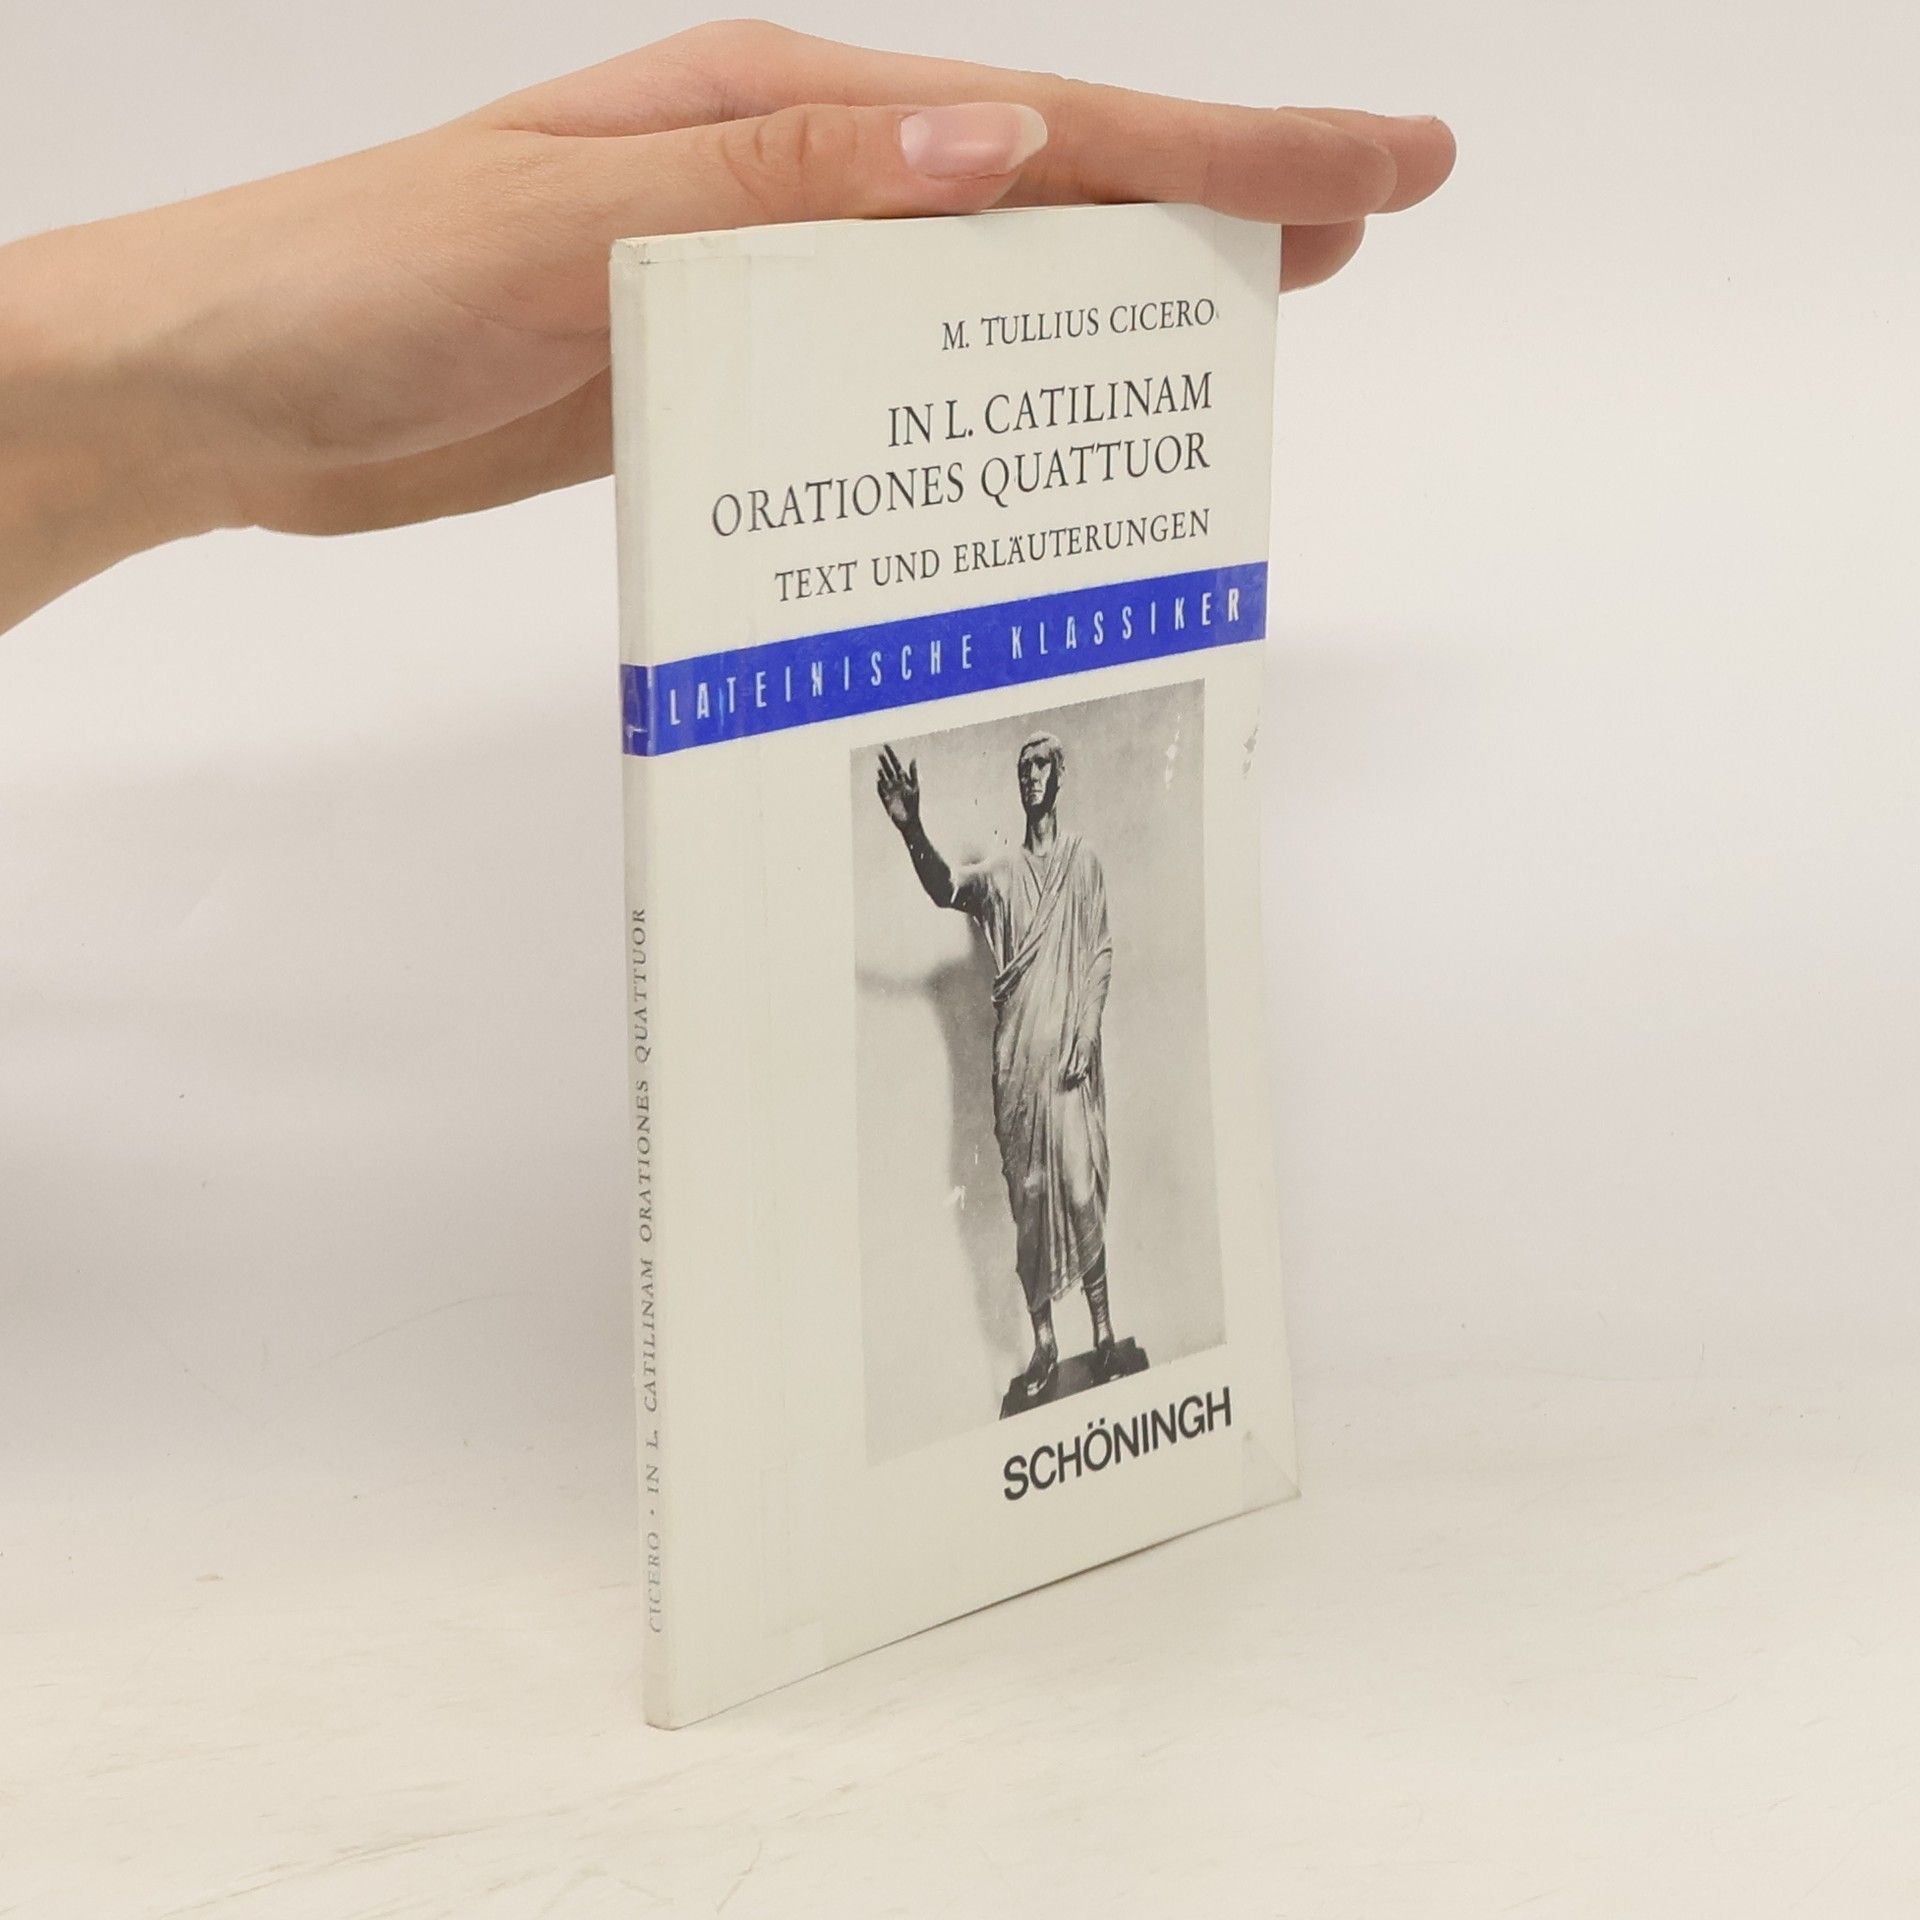 M. TULLIUS CICERO
IN L. CATILINAM
ORATIONES QUATTUOR
TEXT UND ERLÄUTERUNGEN
LATEINISCHE KLASSIKER
SCHÖNINGH
CICERO · IN L. CATILINAM ORATIONES QUATTUOR